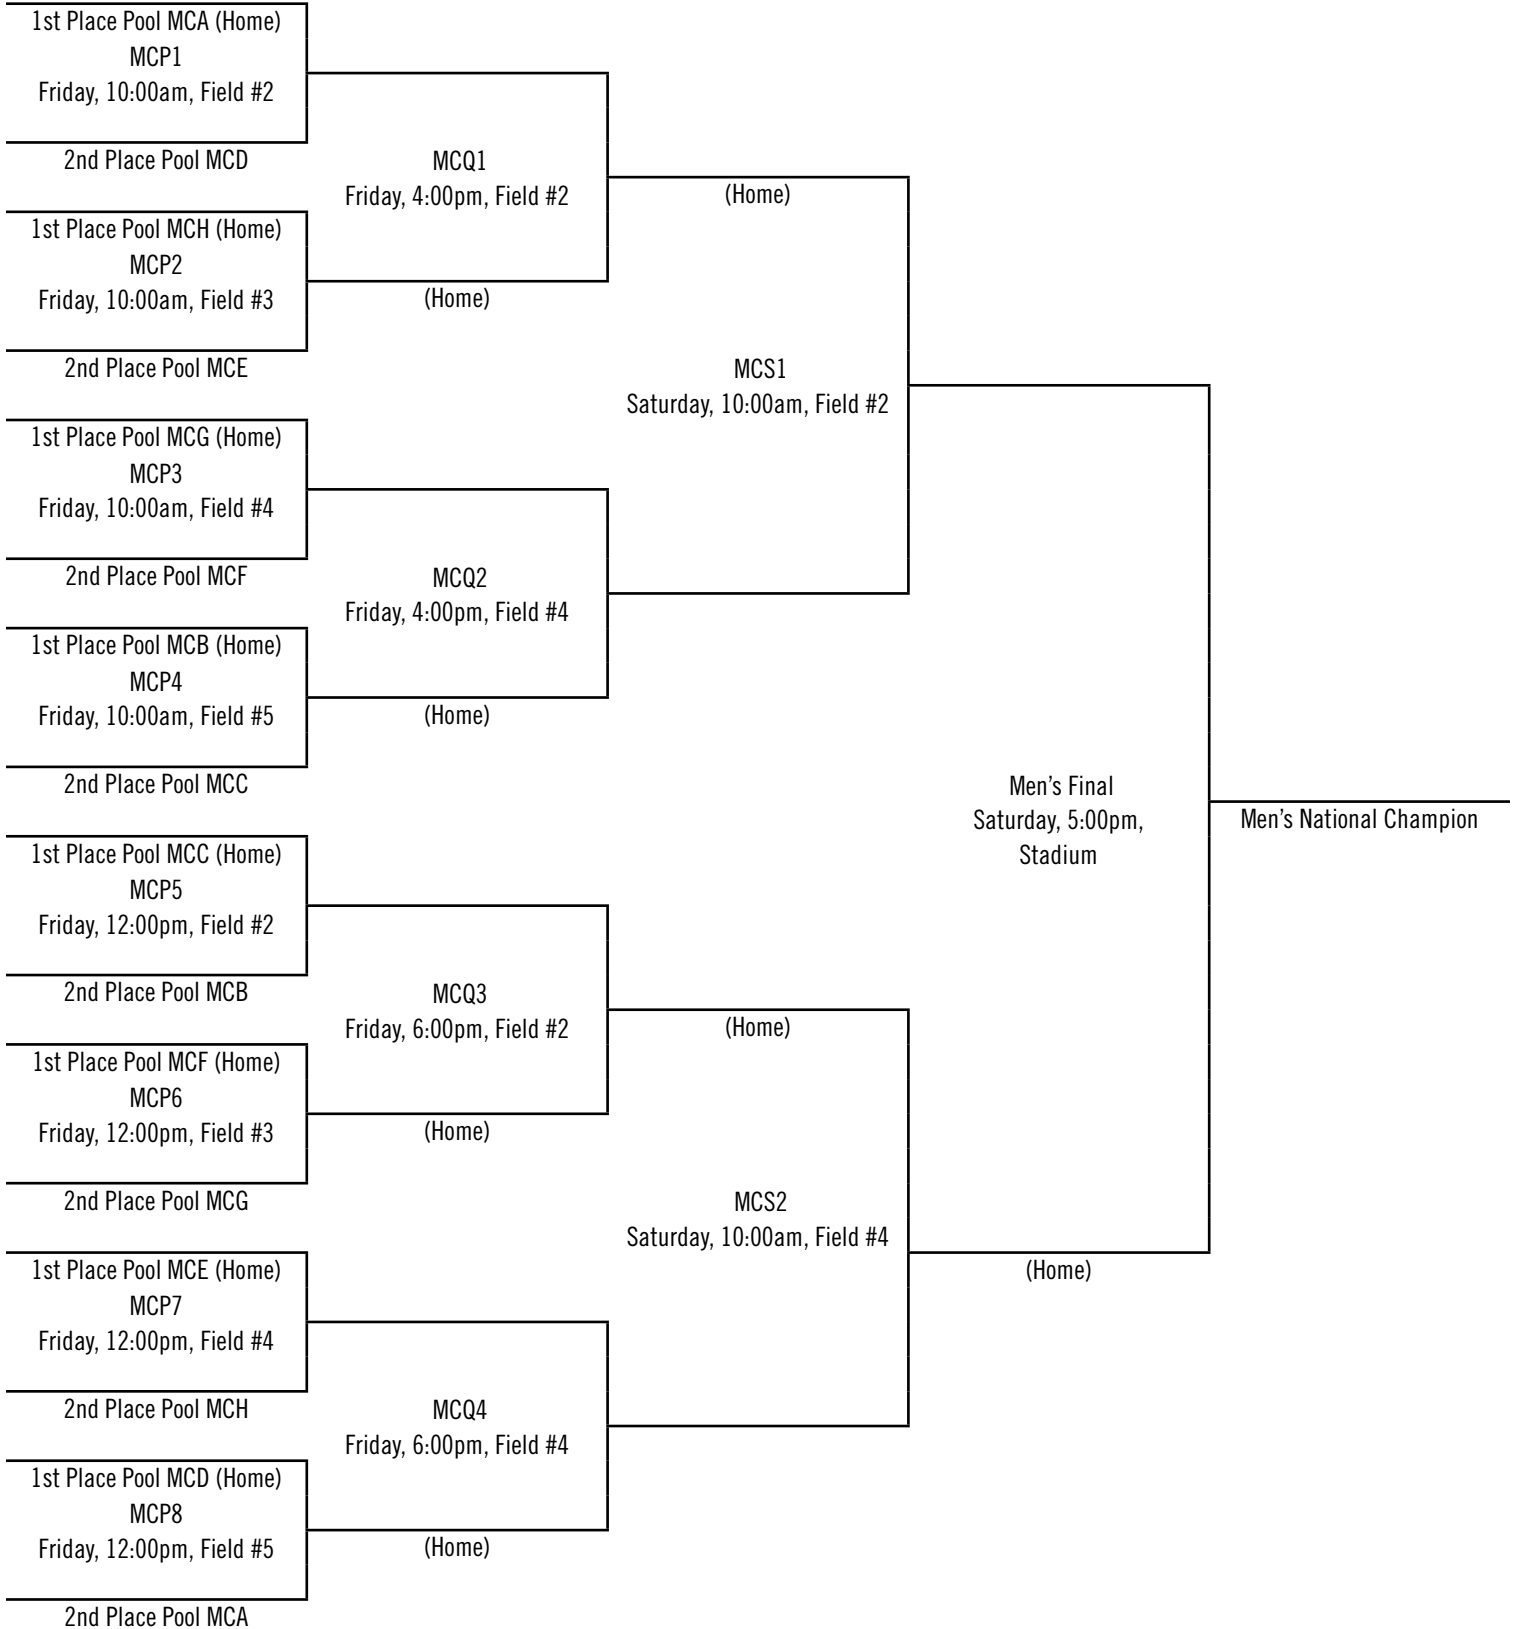 1st Place Pool MCA (Home)
MCP1
Friday, 10:00am, Field #2
2nd Place Pool MCD
1st Place Pool MCH (Home)
MCP2
Friday, 10:00am, Field #3
2nd Place Pool MCE
1st Place Pool MCG (Home)
MCP3
Friday, 10:00am, Field #4
2nd Place Pool MCF
1st Place Pool MCB (Home)
MCP4
Friday, 10:00am, Field #5
2nd Place Pool MCC
1st Place Pool MCC (Home)
MCP5
Friday, 12:00pm, Field #2
2nd Place Pool MCB
1st Place Pool MCF (Home)
MCP6
Friday, 12:00pm, Field #3
2nd Place Pool MCG
1st Place Pool MCE (Home)
MCP7
Friday, 12:00pm, Field #4
2nd Place Pool MCH
1st Place Pool MCD (Home)
MCP8
Friday, 12:00pm, Field #5
2nd Place Pool MCA
MCQ1
Friday, 4:00pm, Field #2
(Home)
MCQ2
Friday, 4:00pm, Field #4
(Home)
MCQ3
Friday, 6:00pm, Field #2
(Home)
MCQ4
Friday, 6:00pm, Field #4
(Home)
(Home)
MCS1
Saturday, 10:00am, Field #2
(Home)
MCS2
Saturday, 10:00am, Field #4
Men’s Final
Saturday, 5:00pm,
Stadium
(Home)
Men’s National Champion